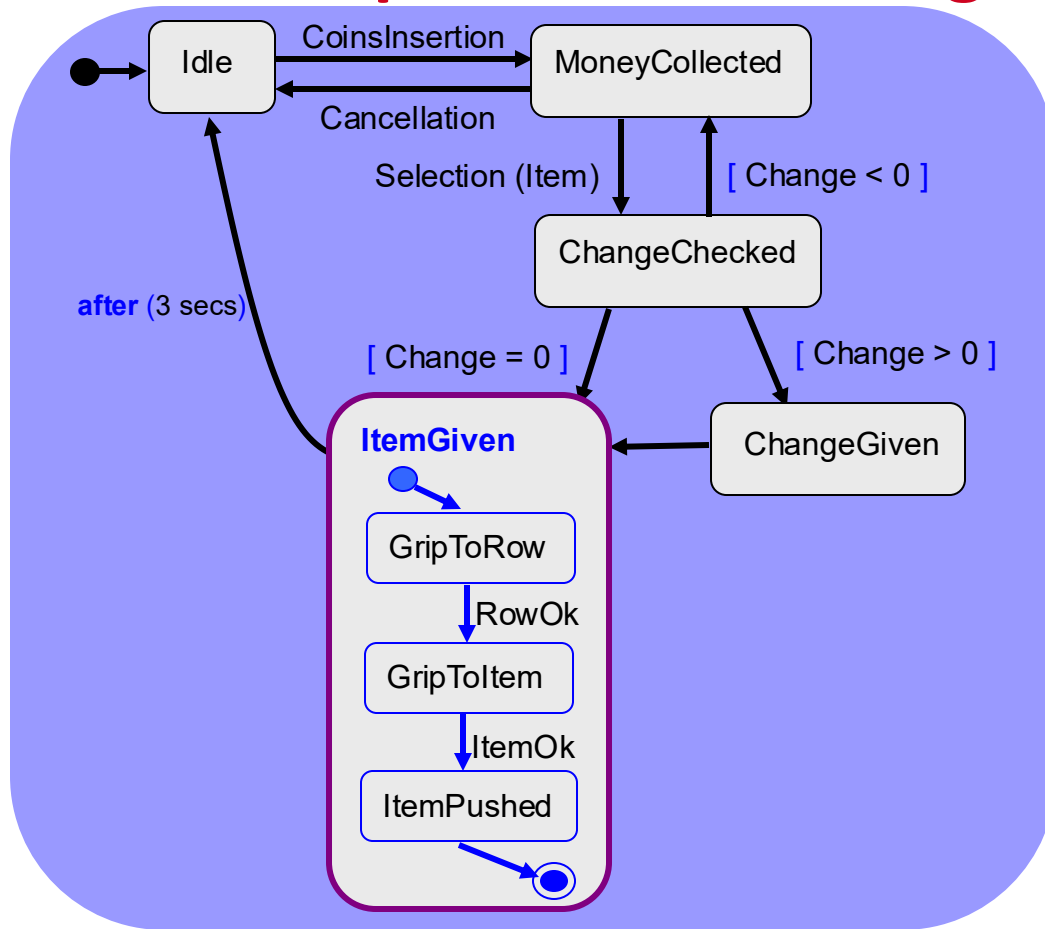 CoinsInsertion
Idle
MoneyCollected
Cancellation
Selection (Item)
[ Change < 0 ]
ChangeChecked
after (3 secs)
[ Change = 0 ]
[ Change > 0 ]
ItemGiven
ChangeGiven
GripToRow
RowOk
GripToItem
ItemOk
ItemPushed